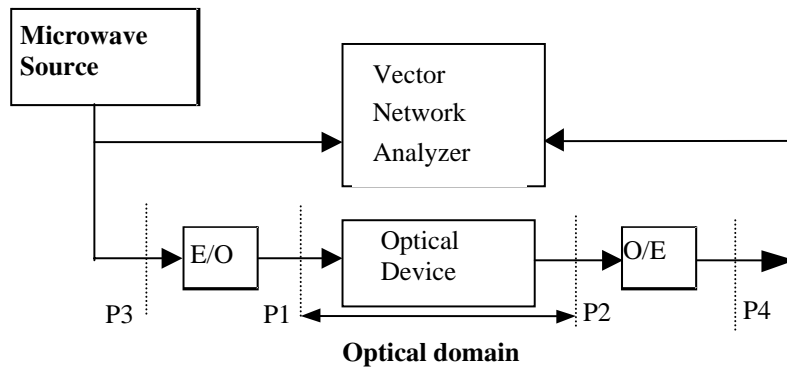 Microwave
Source
Vector
Network
Analyzer
E/O
Optical
Device
O/E
P3
P1
P2
P4
Optical domain